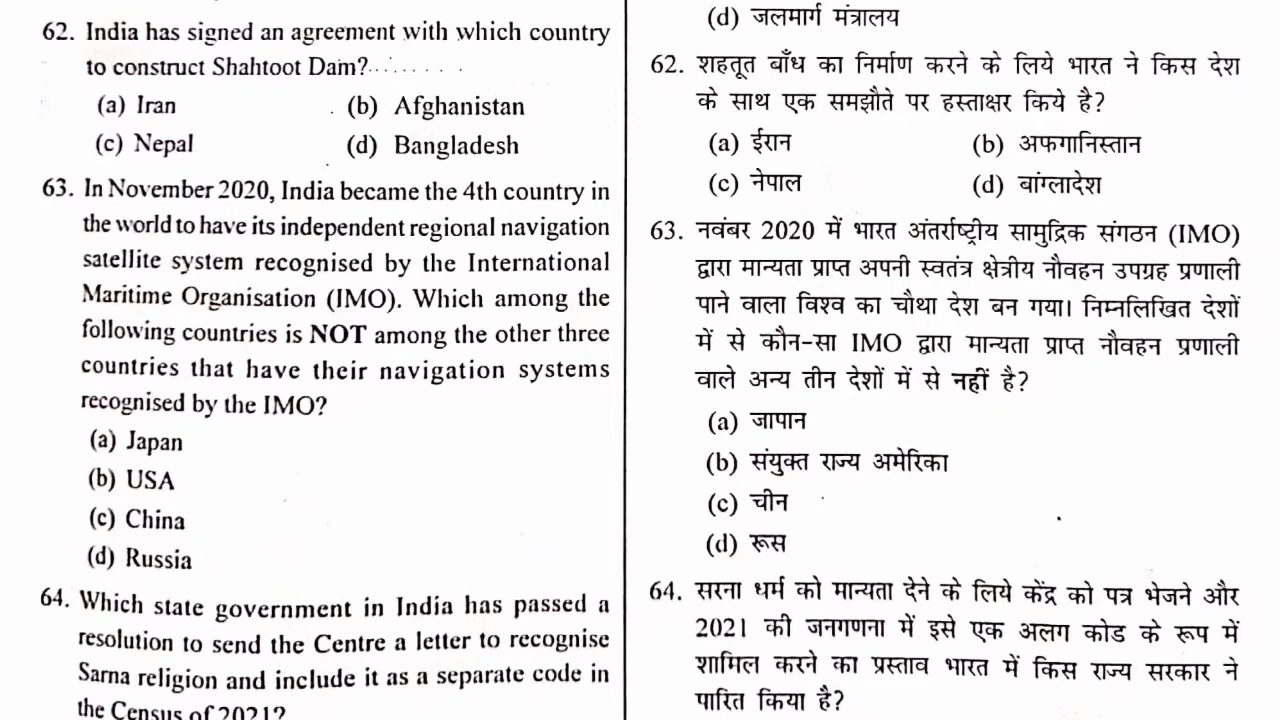 62. India has signed an agreement with which country
to construct Shahtoot Dam?
(a) Iran (b) Afghanistan
(c) Nepal (d) Bangladesh
63. In November 2020, India became the 4th country in
the world to have its independent regional navigation
satellite system recognised by the International
Maritime Organisation (IMO). Which among the
following countries is NOT among the other three
countries that have their navigation systems
recognised by the IMO?
(a) Japan
(b) USA
(c) China
(d) Russia
64. Which state government in India has passed a
resolution to send the Centre a letter to recognise
Sarna religion and include it as a separate code in
the Census of 2021?
(d) जलमार्ग मंत्रालय
62. शहतूत बाँध का निर्माण करने के लिये भारत ने किस देश
के साथ एक समझौते पर हस्ताक्षर किये है?
(a) ईरान (b) अफगानिस्तान
(c) नेपाल (d) बांग्लादेश
63. नवंबर 2020 में भारत अंतर्राष्ट्रीय सामुद्रिक संगठन (IMO)
द्वारा मान्यता प्राप्त अपनी स्वतंत्र क्षेत्रीय नौवहन उपग्रह प्रणाली
पाने वाला विश्व का चौथा देश बन गया। निम्नलिखित देशों
में से कौन-सा IMO द्वारा मान्यता प्राप्त नौवहन प्रणाली
वाले अन्य तीन देशों में से नहीं है?
(a) जापान
(b) संयुक्त राज्य अमेरिका
(c) चीन
(d) रूस
64. सरना धर्म को मान्यता देने के लिये केंद्र को पत्र भेजने और
2021 की जनगणना में इसे एक अलग कोड के रूप में
शामिल करने का प्रस्ताव भारत में किस राज्य सरकार ने
पारित किया है?